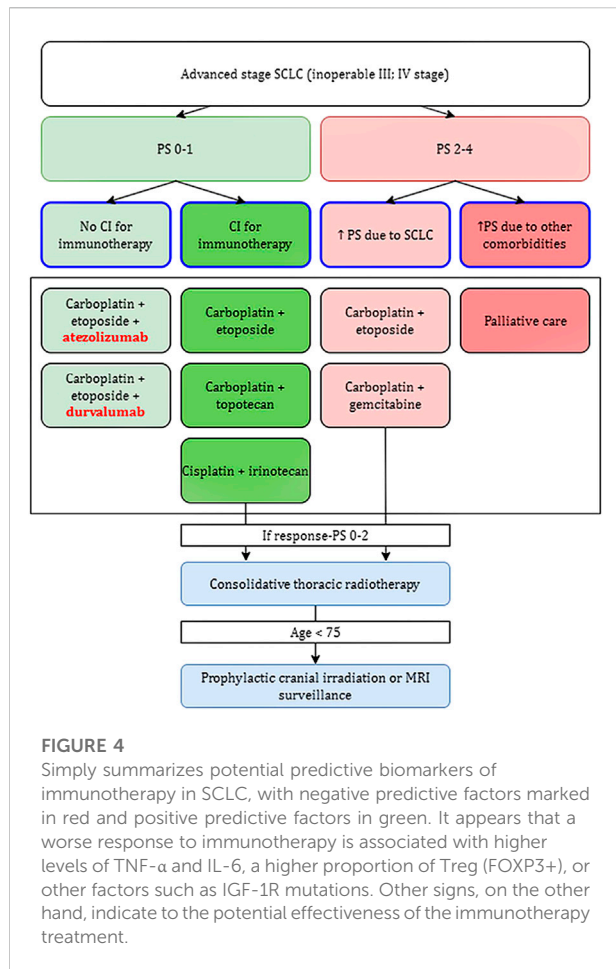 Advanced stage SCLC (inoperable III; IV stage)
PS 0-1
PS 2-4
No CI for
immunotherapy
CI for
immunotherapy
↑ PS due to SCLC
↑PS due to other
comorbidities
Carboplatin +
etoposide +
atezolizumab
Carboplatin +
etoposide
Carboplatin +
etoposide
Palliative care
Carboplatin +
etoposide +
durvalumab
Carboplatin +
topotecan
Carboplatin +
gemcitabine
Cisplatin + irinotecan
If response-PS 0-2
Consolidative thoracic radiotherapy
Age < 75
Prophylactic cranial irradiation or MRI
surveillance
FIGURE 4
Simply summarizes potential predictive biomarkers of
immunotherapy in SCLC, with negative predictive factors marked
in red and positive predictive factors in green. It appears that a
worse response to immunotherapy is associated with higher
levels of TNF-α and IL-6, a higher proportion of Treg (FOXP3+), or
other factors such as IGF-1R mutations. Other signs, on the other
hand, indicate to the potential effectiveness of the immunotherapy
treatment.